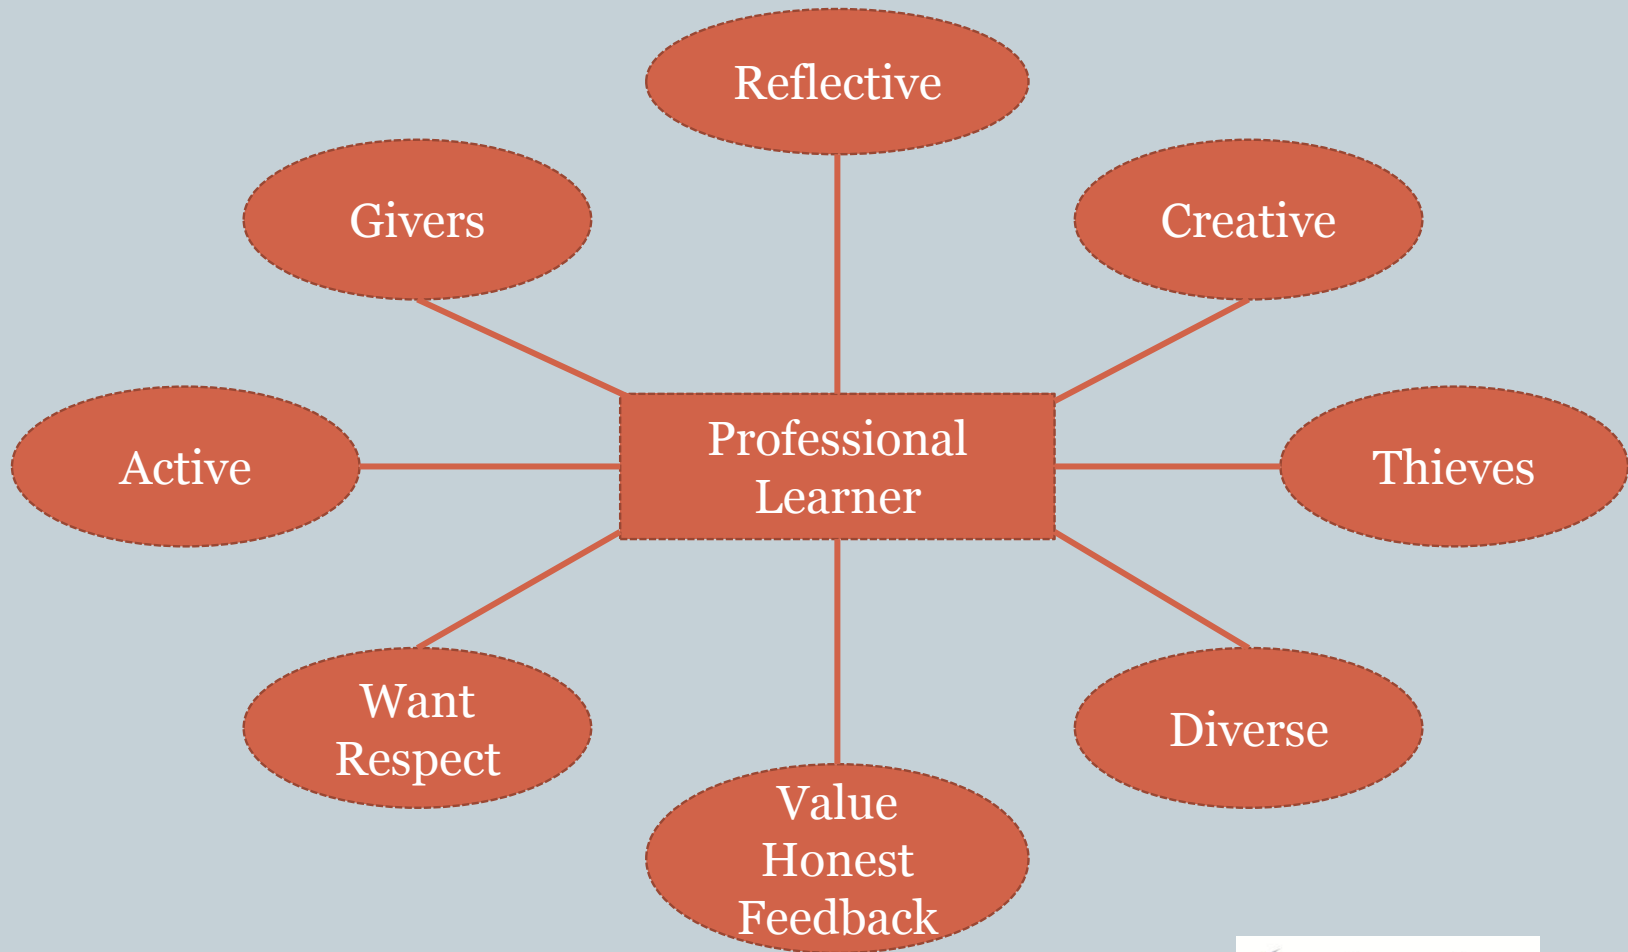 Reflective
Givers
Creative
Professional
Learner
Active
Thieves
Want
Respect
Diverse
Value
Honest
Feedback